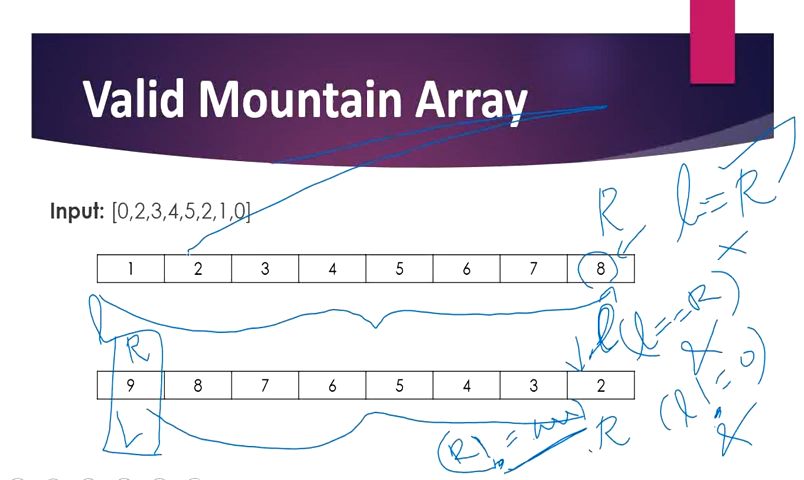 Valid Mountain Array
Input: [0,2,3,4,5,2,1,0]
R
l == R
1 2 3 4 5 6 7 8
l
l (l == R)
R
9 8 7 6 5 4 3 2
L
R